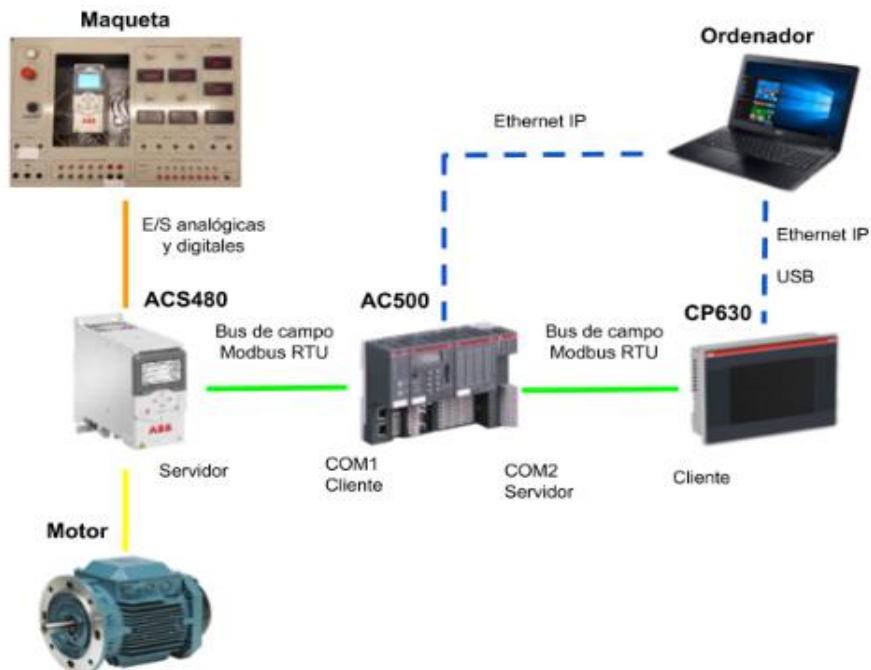 Maqueta
Ordenador
Ethernet IP
E/S analógicas
y digitales
Ethernet IP
USB
ACS480
AC500
CP630
Bus de campo
Modbus RTU
Bus de campo
Modbus RTU
ABB
Servidor
COM1
Cliente
COM2
Servidor
Cliente
Motor